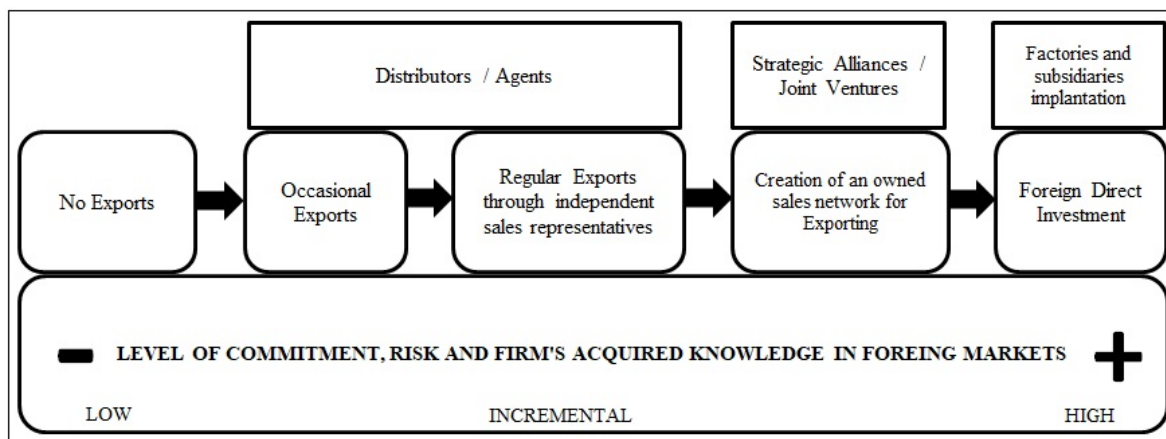 Distributors / Agents
Strategic Alliances /
Joint Ventures
Factories and
subsidiaries
implantation
No Exports
Occasional
Exports
Regular Exports
through independent
sales representatives
Creation of an owned
sales network for
Exporting
Foreign Direct
Investment
LEVEL OF COMMITMENT, RISK AND FIRM'S ACQUIRED KNOWLEDGE IN FOREING MARKETS
LOW
INCREMENTAL
HIGH